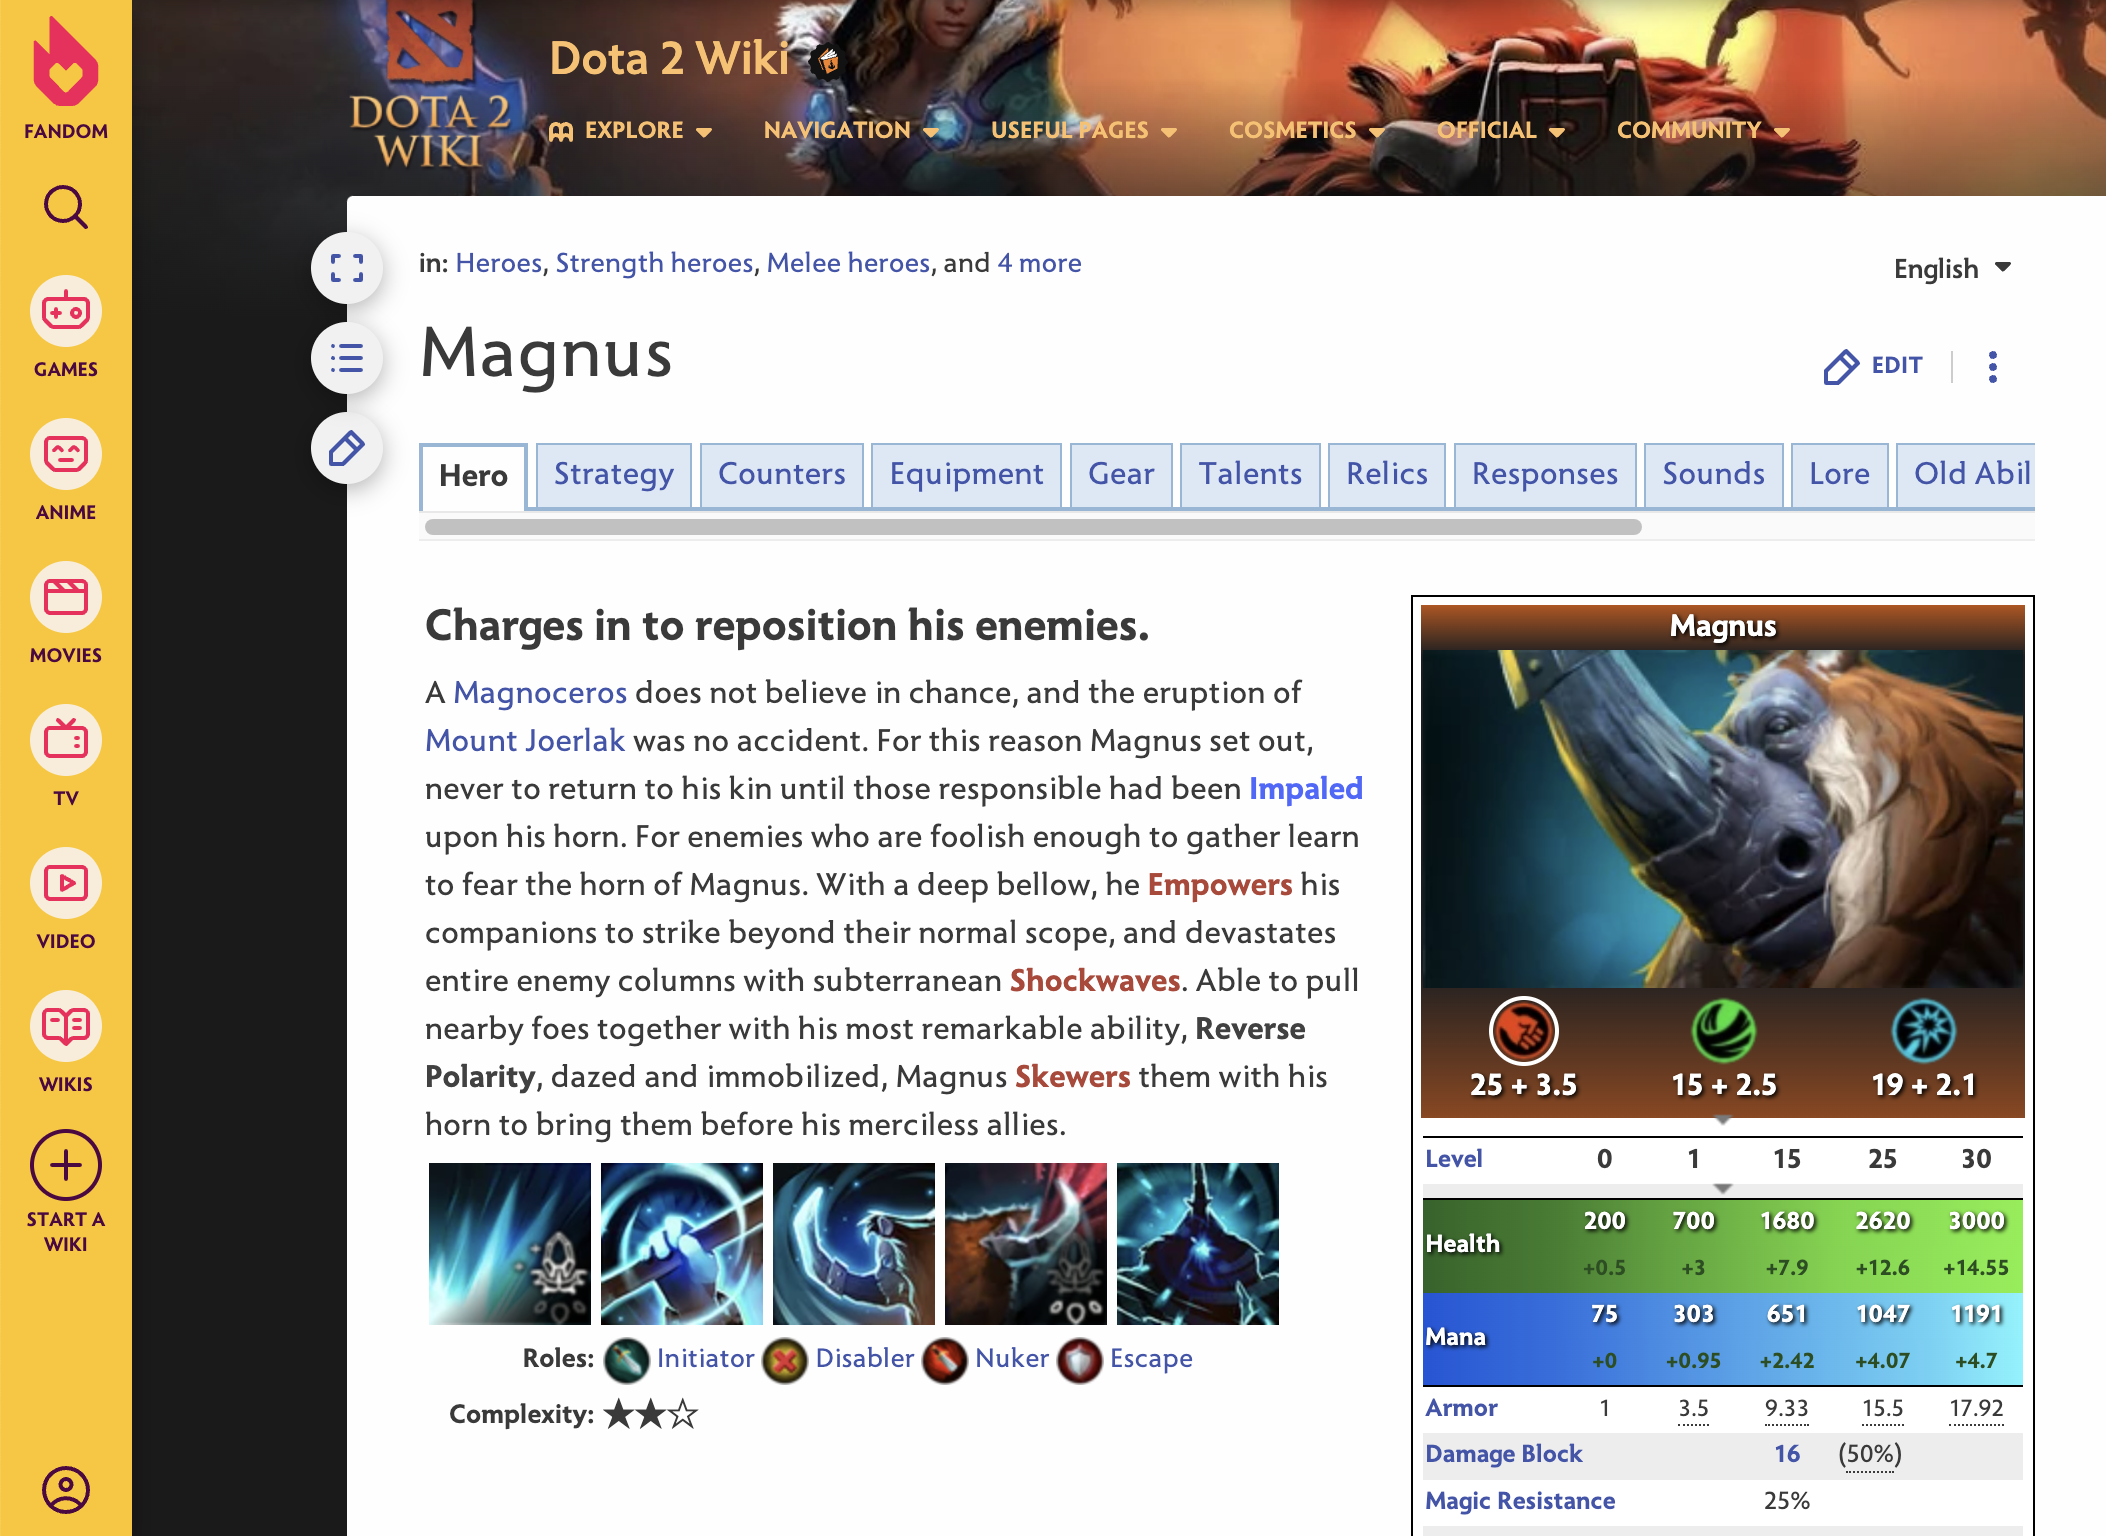 FANDOM
GAMES
ANIME
MOVIES
TV
VIDEO
WIKIS
START A
WIKI
DOTA 2
WIKI
Dota 2 Wiki
EXPLORE NAVIGATION USEFUL PAGES COSMETICS OFFICIAL COMMUNITY
in: Heroes, Strength heroes, Melee heroes, and 4 more
English
Magnus
EDIT
Hero Strategy Counters Equipment Gear Talents Relics Responses Sounds Lore Old Abil
Charges in to reposition his enemies.
A Magnoceros does not believe in chance, and the eruption of
Mount Joerlak was no accident. For this reason Magnus set out,
never to return to his kin until those responsible had been Impaled
upon his horn. For enemies who are foolish enough to gather learn
to fear the horn of Magnus. With a deep bellow, he Empowers his
companions to strike beyond their normal scope, and devastates
entire enemy columns with subterranean Shockwaves. Able to pull
nearby foes together with his most remarkable ability, Reverse
Polarity, dazed and immobilized, Magnus Skewers them with his
horn to bring them before his merciless allies.
Roles: Initiator Disabler Nuker Escape
Complexity: ★★☆
Magnus
25 + 3.5 15 + 2.5 19 + 2.1
Level 0 1 15 25 30
Health 200 700 1680 2620 3000
+0.5 +3 +7.9 +12.6 +14.55
Mana 75 303 651 1047 1191
+0 +0.95 +2.42 +4.07 +4.7
Armor 1 3.5 9.33 15.5 17.92
Damage Block 16 (50%)
Magic Resistance 25%